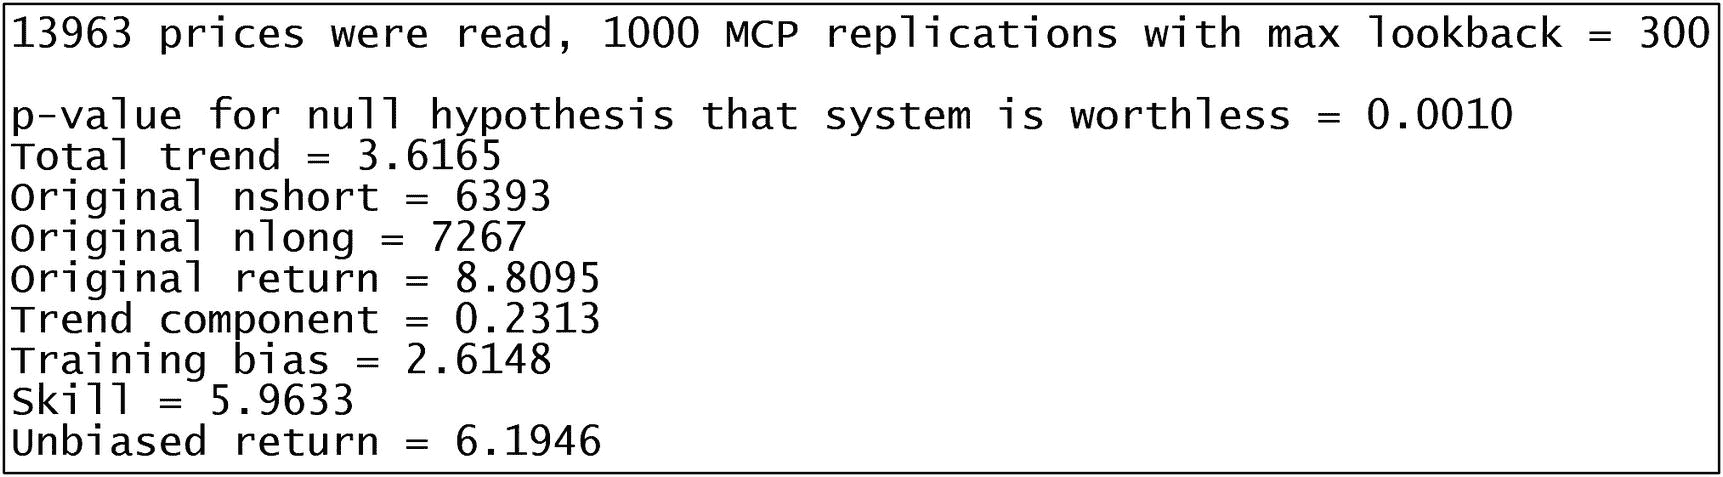 13963 prices were read, 1000 MCP replications with max lookback = 300
p-value for null hypothesis that system is worthless = 0.0010
Total trend = 3.6165
Original nshort = 6393
Original nlong = 7267
Original return = 8.8095
Trend component = 0.2313
Training bias = 2.6148
Skill = 5.9633
Unbiased return = 6.1946